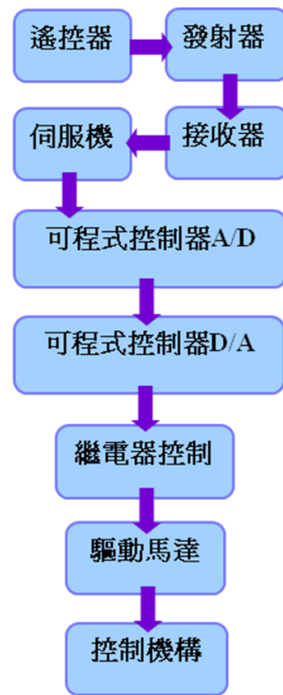 遙控器
發射器
接收器
伺服機
可程式控制器A/D
可程式控制器D/A
繼電器控制
驅動馬達
控制機構